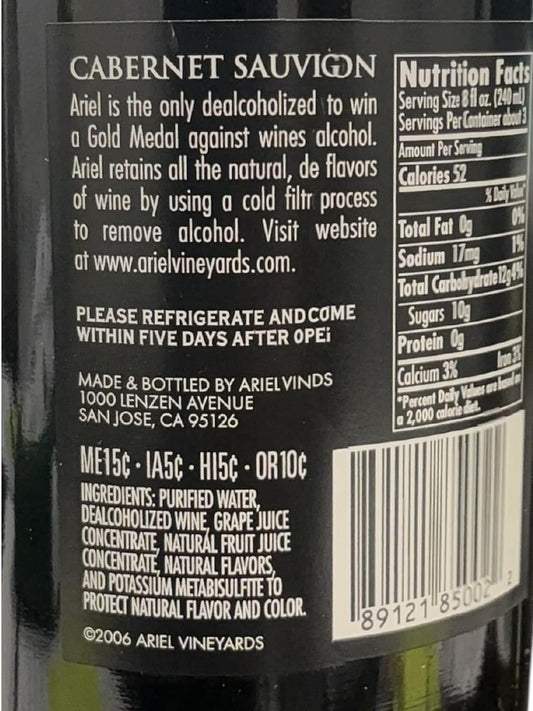 CABERNET SAUVIGON
Ariel is the only dealcoholized to win
a Gold Medal against wines alcohol.
Ariel retains all the natural, de flavors
of wine by using a cold filtr process
to remove alcohol. Visit website
at www.arielvineyards.com.
PLEASE REFRIGERATE AND COME
WITHIN FIVE DAYS AFTER OPEi
MADE & BOTTLED BY ARIELVINDS
1000 LENZEN AVENUE
SAN JOSE, CA 95126
ME15¢ · IA5¢ · HI5¢ · OR10¢
INGREDIENTS: PURIFIED WATER,
DEALCOHOLIZED WINE, GRAPE JUICE
CONCENTRATE, NATURAL FRUIT JUICE
CONCENTRATE, NATURAL FLAVORS,
AND POTASSIUM METABISULFITE TO
PROTECT NATURAL FLAVOR AND COLOR.
©2006 ARIEL VINEYARDS
Nutrition Facts
Serving Size 8 fl oz. (240 mL)
Servings Per Container about 3
Amount Per Serving
Calories 52
% Daily Value*
Total Fat 0g 0%
Sodium 17mg 1%
Total Carbohydrate 12g 4%
Sugars 10g
Protein 0g
Calcium 3% Iron 3%
*Percent Daily Values are based on
a 2,000 calorie diet.
89121 85002 2